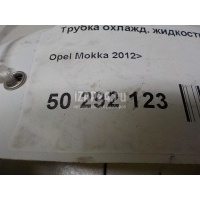 Трубка охлажд. жидкост
Opel Mokka 2012>
50 292 123